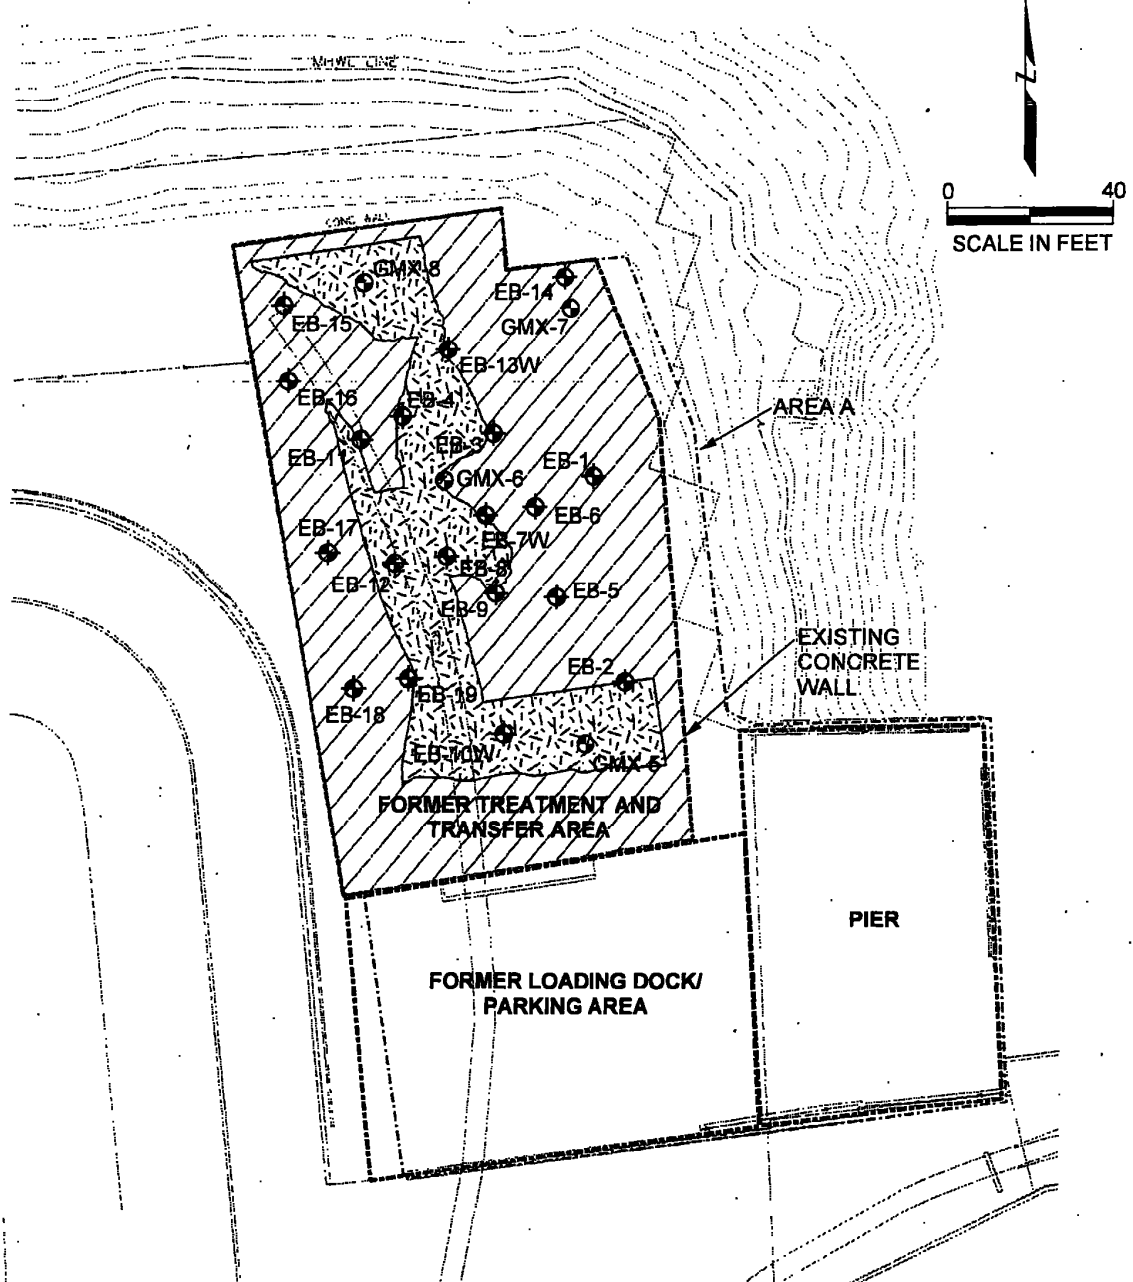 MHWL LINE
Z
0 40
SCALE IN FEET
CONC. WALL
GMX-8
EB-14
EB-15
GMX-7
EB-13W
EB-16
EB-4
AREA A
EB-3
EB-11
EB-1
GMX-6
EB-6
EB-17
EB-7W
EB-8
EB-12
EB-5
EB-9
EXISTING
CONCRETE
WALL
EB-2
EB-19
EB-18
EB-10W
GMX-5
FORMER TREATMENT AND
TRANSFER AREA
PIER
FORMER LOADING DOCK/
PARKING AREA